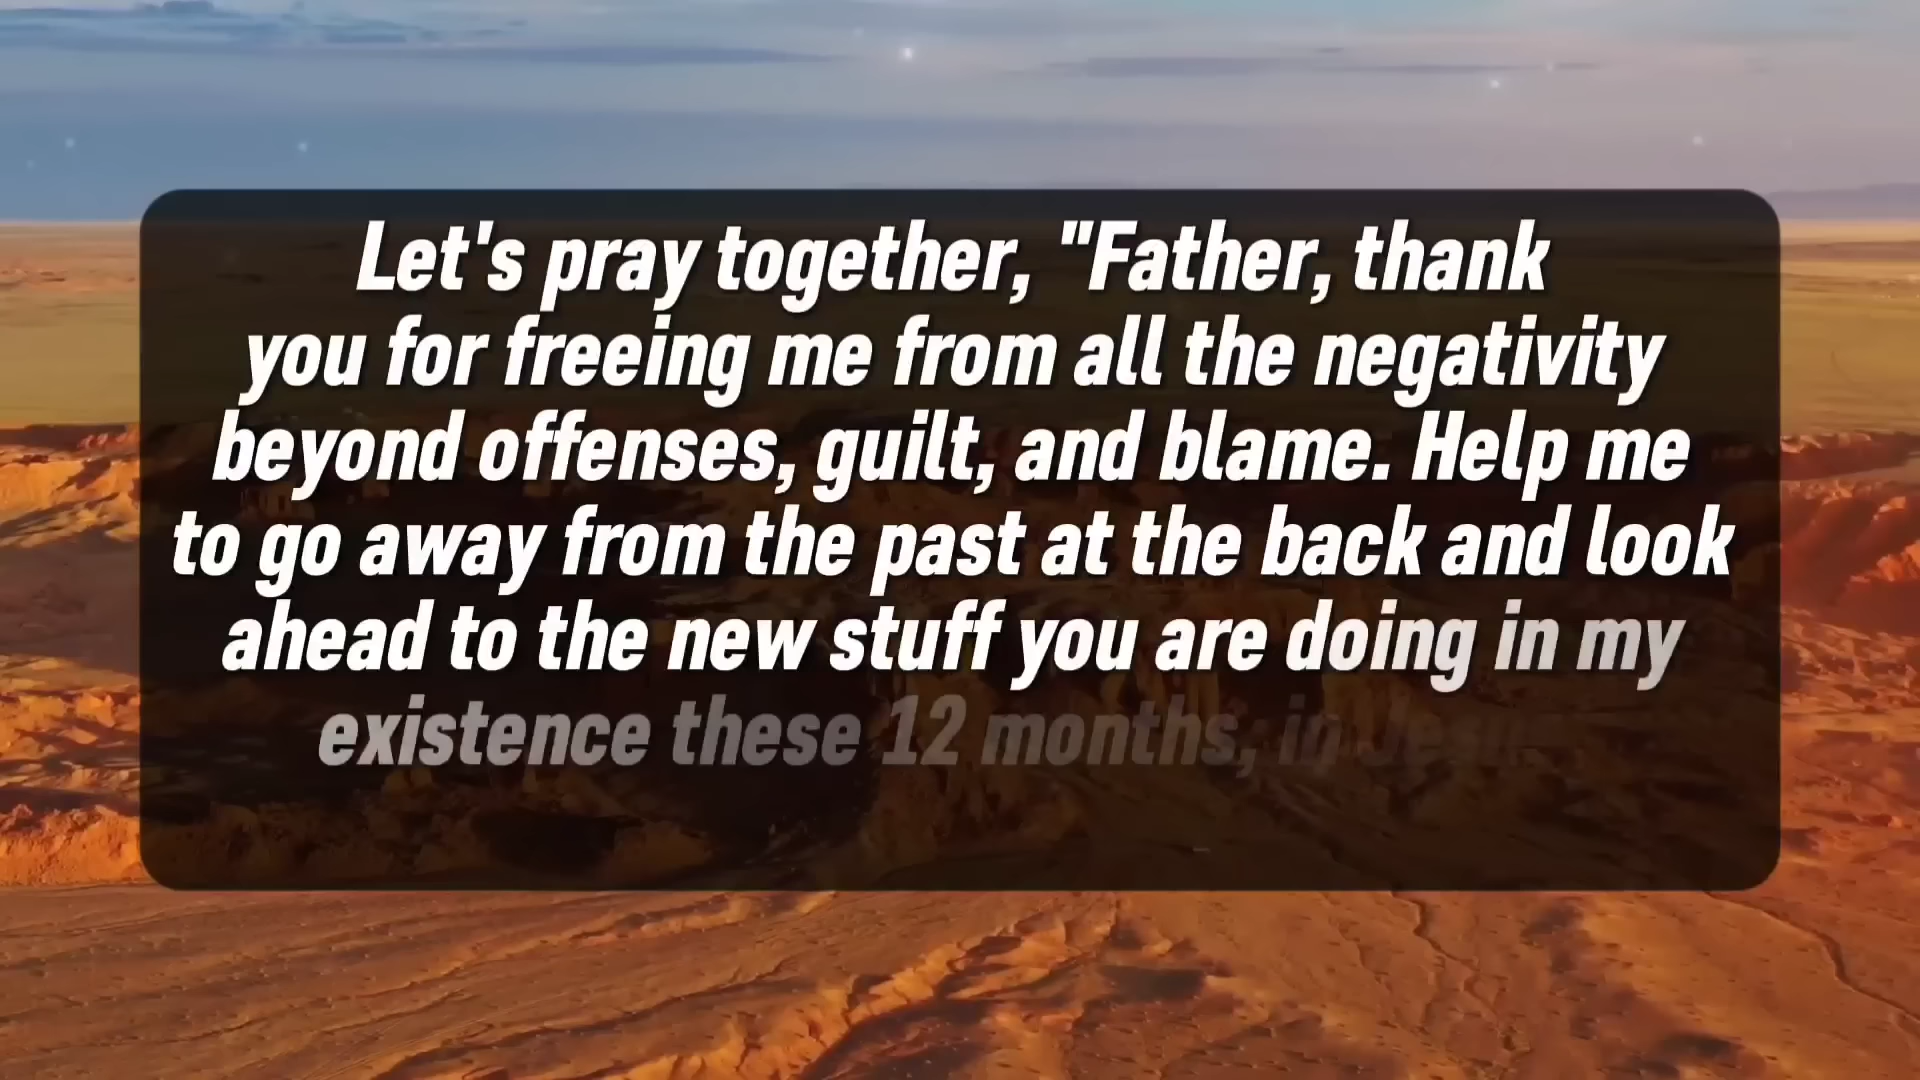 Let's pray together, "Father, thank
you for freeing me from all the negativity
beyond offenses, guilt, and blame. Help me
to go away from the past at the back and look
ahead to the new stuff you are doing in my
existence these 12 months, in